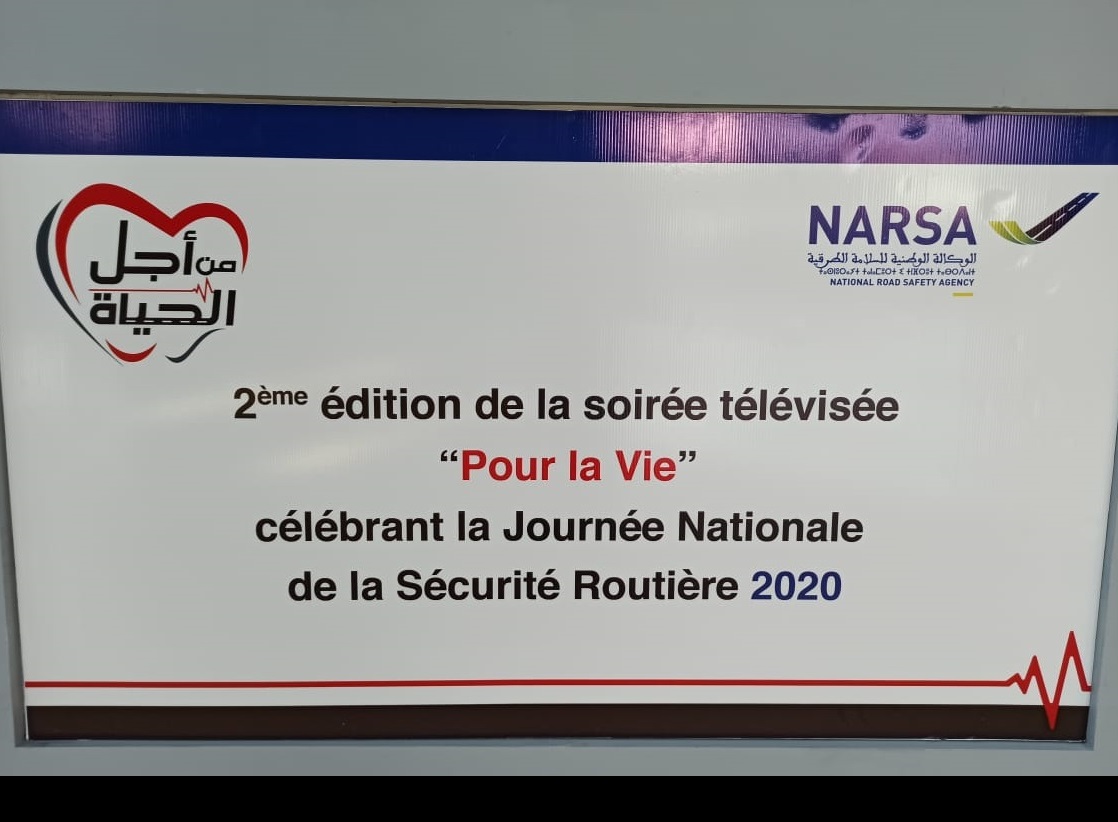 من أجل
الحياة
NARSA
الوكالة الوطنية للسلامة الطرقية
NATIONAL ROAD SAFETY AGENCY
2ème édition de la soirée télévisée
“Pour la Vie”
célébrant la Journée Nationale
de la Sécurité Routière 2020